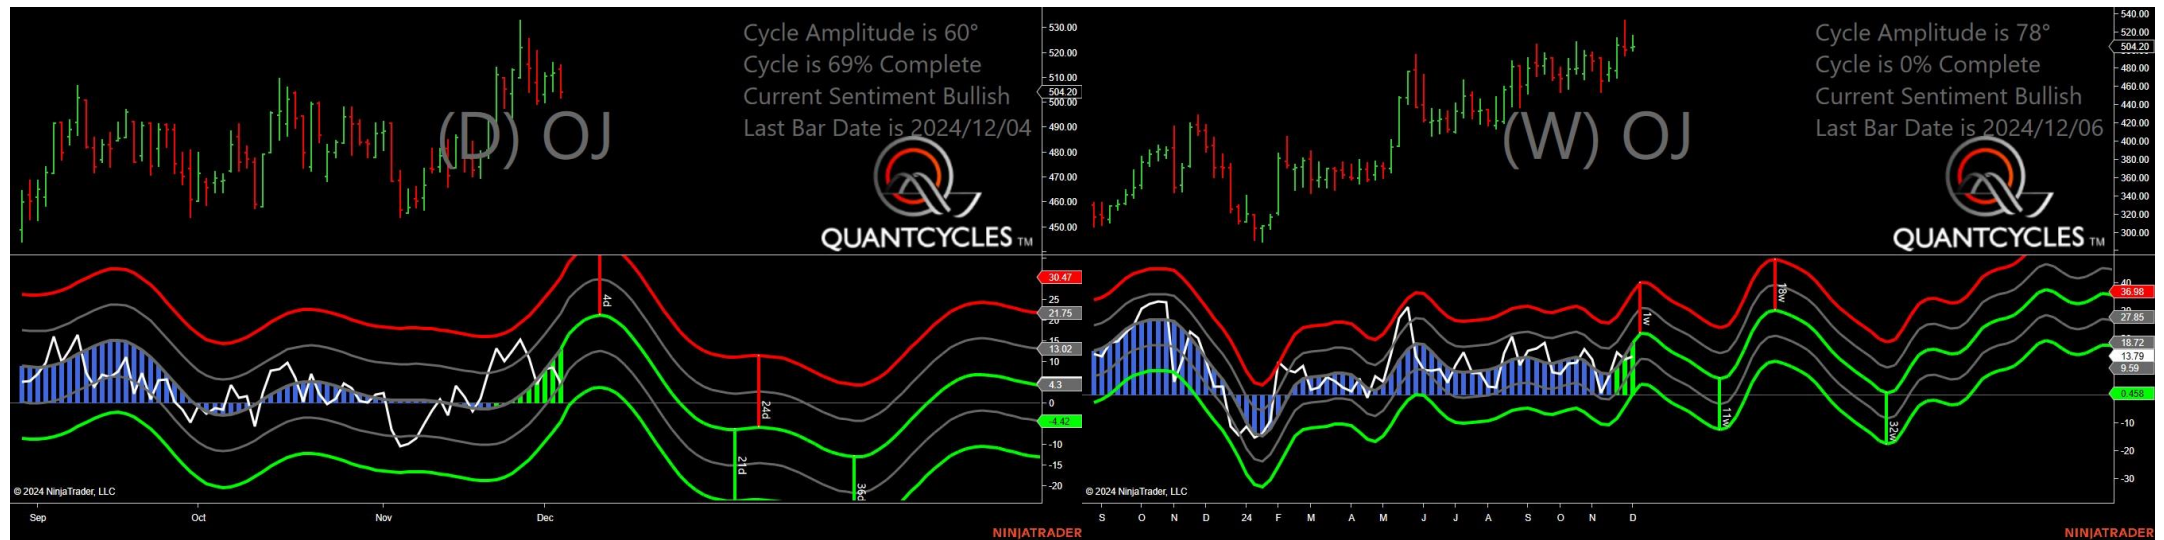 Cycle Amplitude is 60°
Cycle is 69% Complete
Current Sentiment Bullish
Last Bar Date is 2024/12/04
(D) OJ
QUANTCYCLES TM
530.00
520.00
510.00
504.20
500.00
490.00
480.00
470.00
460.00
450.00
30.47
25
21.75
20
15
13.02
10
4.3
0
-4.42
-10
-15
-20
4d
21d
24d
36d
© 2024 NinjaTrader, LLC
Sep
Oct
Nov
Dec
NINJATRADER
Cycle Amplitude is 78°
Cycle is 0% Complete
Current Sentiment Bullish
Last Bar Date is 2024/12/06
(W) OJ
QUANTCYCLES TM
540.00
520.00
504.20
480.00
460.00
440.00
420.00
400.00
380.00
360.00
340.00
320.00
300.00
40
36.98
27.85
18.72
13.79
9.59
0.458
-10
-20
-30
1w
11w
18w
32w
© 2024 NinjaTrader, LLC
S
O
N
D
24
F
M
A
M
J
J
A
S
O
N
D
NINJATRADER